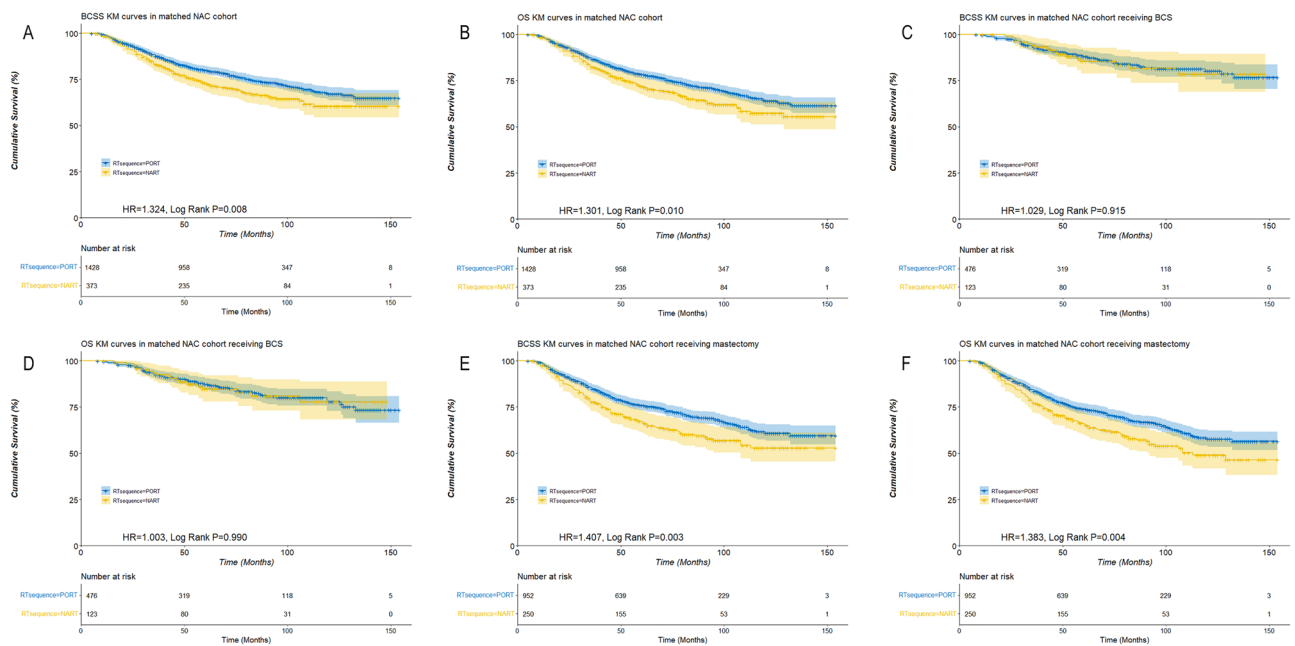 A
BCSS KM curves in matched NAC cohort
Cumulative Survival (%)
100
75
50
25
0
RTsequence=PORT
RTsequence=NART
HR=1.324, Log Rank P=0.008
0 50 100 150
Time (Months)
Number at risk
RTsequence=PORT 1428 958 347 8
RTsequence=NART 373 235 84 1
0 50 100 150
Time (Months)
B
OS KM curves in matched NAC cohort
Cumulative Survival (%)
100
75
50
25
0
RTsequence=PORT
RTsequence=NART
HR=1.301, Log Rank P=0.010
0 50 100 150
Time (Months)
Number at risk
RTsequence=PORT 1428 958 347 8
RTsequence=NART 373 235 84 1
0 50 100 150
Time (Months)
C
BCSS KM curves in matched NAC cohort receiving BCS
Cumulative Survival (%)
100
75
50
25
0
RTsequence=PORT
RTsequence=NART
HR=1.029, Log Rank P=0.915
0 50 100 150
Time (Months)
Number at risk
RTsequence=PORT 476 319 118 5
RTsequence=NART 123 80 31 0
0 50 100 150
Time (Months)
D
OS KM curves in matched NAC cohort receiving BCS
Cumulative Survival (%)
100
75
50
25
0
RTsequence=PORT
RTsequence=NART
HR=1.003, Log Rank P=0.990
0 50 100 150
Time (Months)
Number at risk
RTsequence=PORT 476 319 118 5
RTsequence=NART 123 80 31 0
0 50 100 150
Time (Months)
E
BCSS KM curves in matched NAC cohort receiving mastectomy
Cumulative Survival (%)
100
75
50
25
0
RTsequence=PORT
RTsequence=NART
HR=1.407, Log Rank P=0.003
0 50 100 150
Time (Months)
Number at risk
RTsequence=PORT 952 639 229 3
RTsequence=NART 250 155 53 1
0 50 100 150
Time (Months)
F
OS KM curves in matched NAC cohort receiving mastectomy
Cumulative Survival (%)
100
75
50
25
0
RTsequence=PORT
RTsequence=NART
HR=1.383, Log Rank P=0.004
0 50 100 150
Time (Months)
Number at risk
RTsequence=PORT 952 639 229 3
RTsequence=NART 250 155 53 1
0 50 100 150
Time (Months)